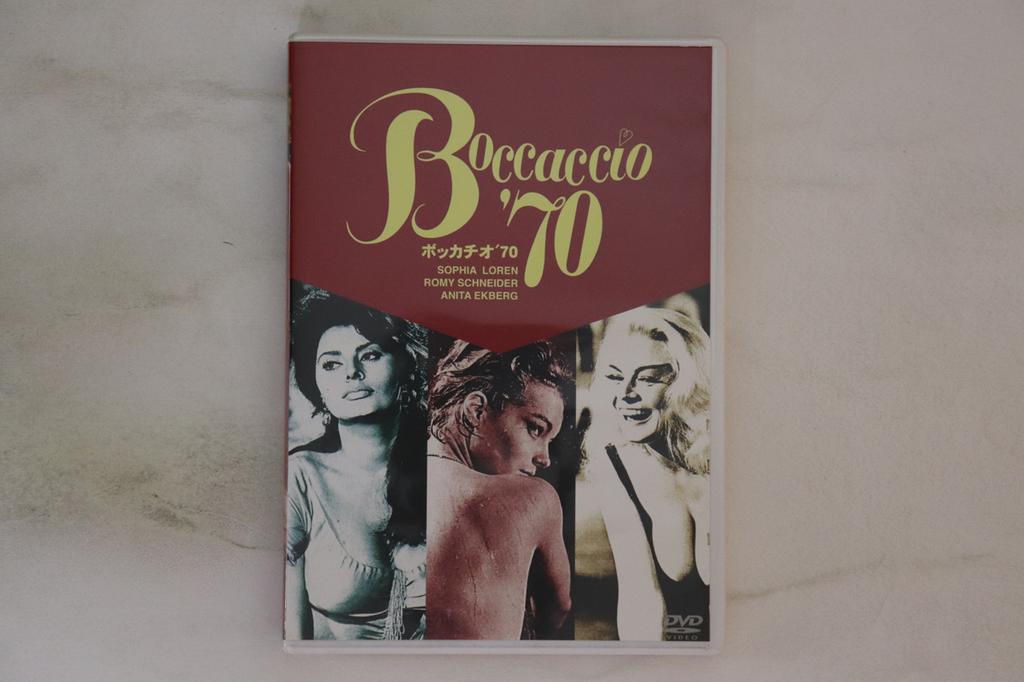 Boccaccio
'70
ボッカチオ'70
SOPHIA LOREN
ROMY SCHNEIDER
ANITA EKBERG
DVD
VIDEO